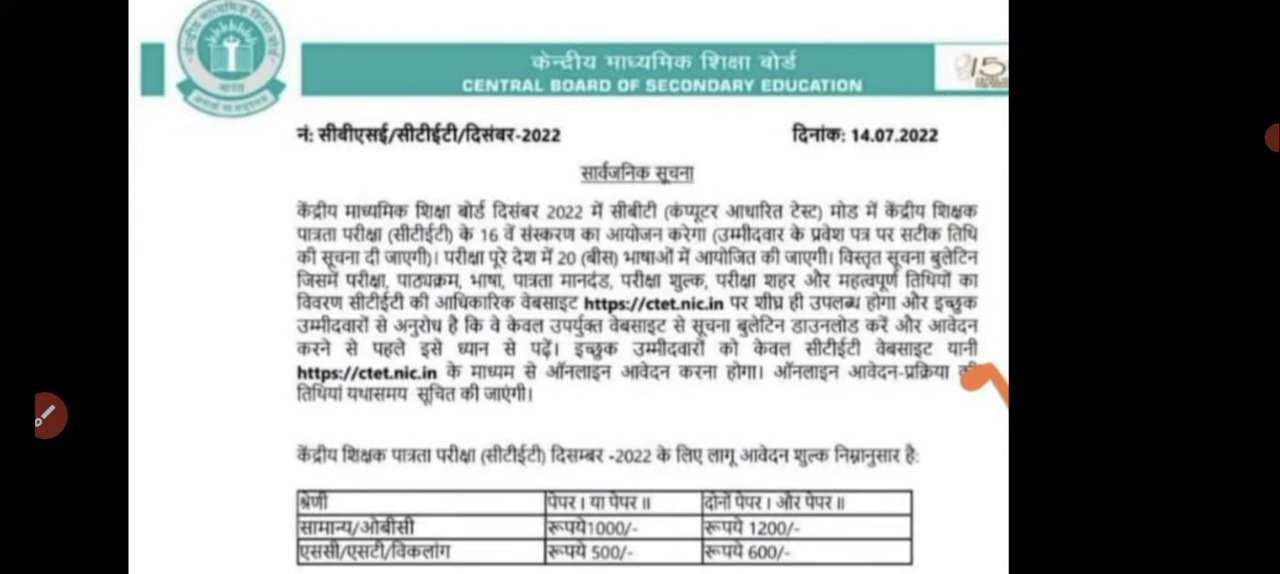 केन्द्रीय माध्यमिक शिक्षा बोर्ड
CENTRAL BOARD OF SECONDARY EDUCATION
भारत
नं: सीबीएसई/सीटीईटी/दिसंबर-2022 दिनांक: 14.07.2022
सार्वजनिक सूचना
केंद्रीय माध्यमिक शिक्षा बोर्ड दिसंबर 2022 में सीबीटी (कंप्यूटर आधारित टेस्ट) मोड में केंद्रीय शिक्षक
पात्रता परीक्षा (सीटीईटी) के 16 वें संस्करण का आयोजन करेगा (उम्मीदवार के प्रवेश पत्र पर सटीक तिथि
की सूचना दी जाएगी)। परीक्षा पूरे देश में 20 (बीस) भाषाओं में आयोजित की जाएगी। विस्तृत सूचना बुलेटिन
जिसमें परीक्षा, पाठ्यक्रम, भाषा, पात्रता मानदंड, परीक्षा शुल्क, परीक्षा शहर और महत्वपूर्ण तिथियों का
विवरण सीटीईटी की आधिकारिक वेबसाइट https://ctet.nic.in पर शीघ्र ही उपलब्ध होगा और इच्छुक
उम्मीदवारों से अनुरोध है कि वे केवल उपर्युक्त वेबसाइट से सूचना बुलेटिन डाउनलोड करें और आवेदन
करने से पहले इसे ध्यान से पढ़ें। इच्छुक उम्मीदवारों को केवल सीटीईटी वेबसाइट यानी
https://ctet.nic.in के माध्यम से ऑनलाइन आवेदन करना होगा। ऑनलाइन आवेदन-प्रक्रिया की
तिथियां यथासमय सूचित की जाएंगी।
केंद्रीय शिक्षक पात्रता परीक्षा (सीटीईटी) दिसम्बर -2022 के लिए लागू आवेदन शुल्क निम्नानुसार है:
श्रेणी पेपर I या पेपर II दोनों पेपर I और पेपर II
सामान्य/ओबीसी रूपये1000/- रूपये 1200/-
एससी/एसटी/विकलांग रूपये 500/- रूपये 600/-